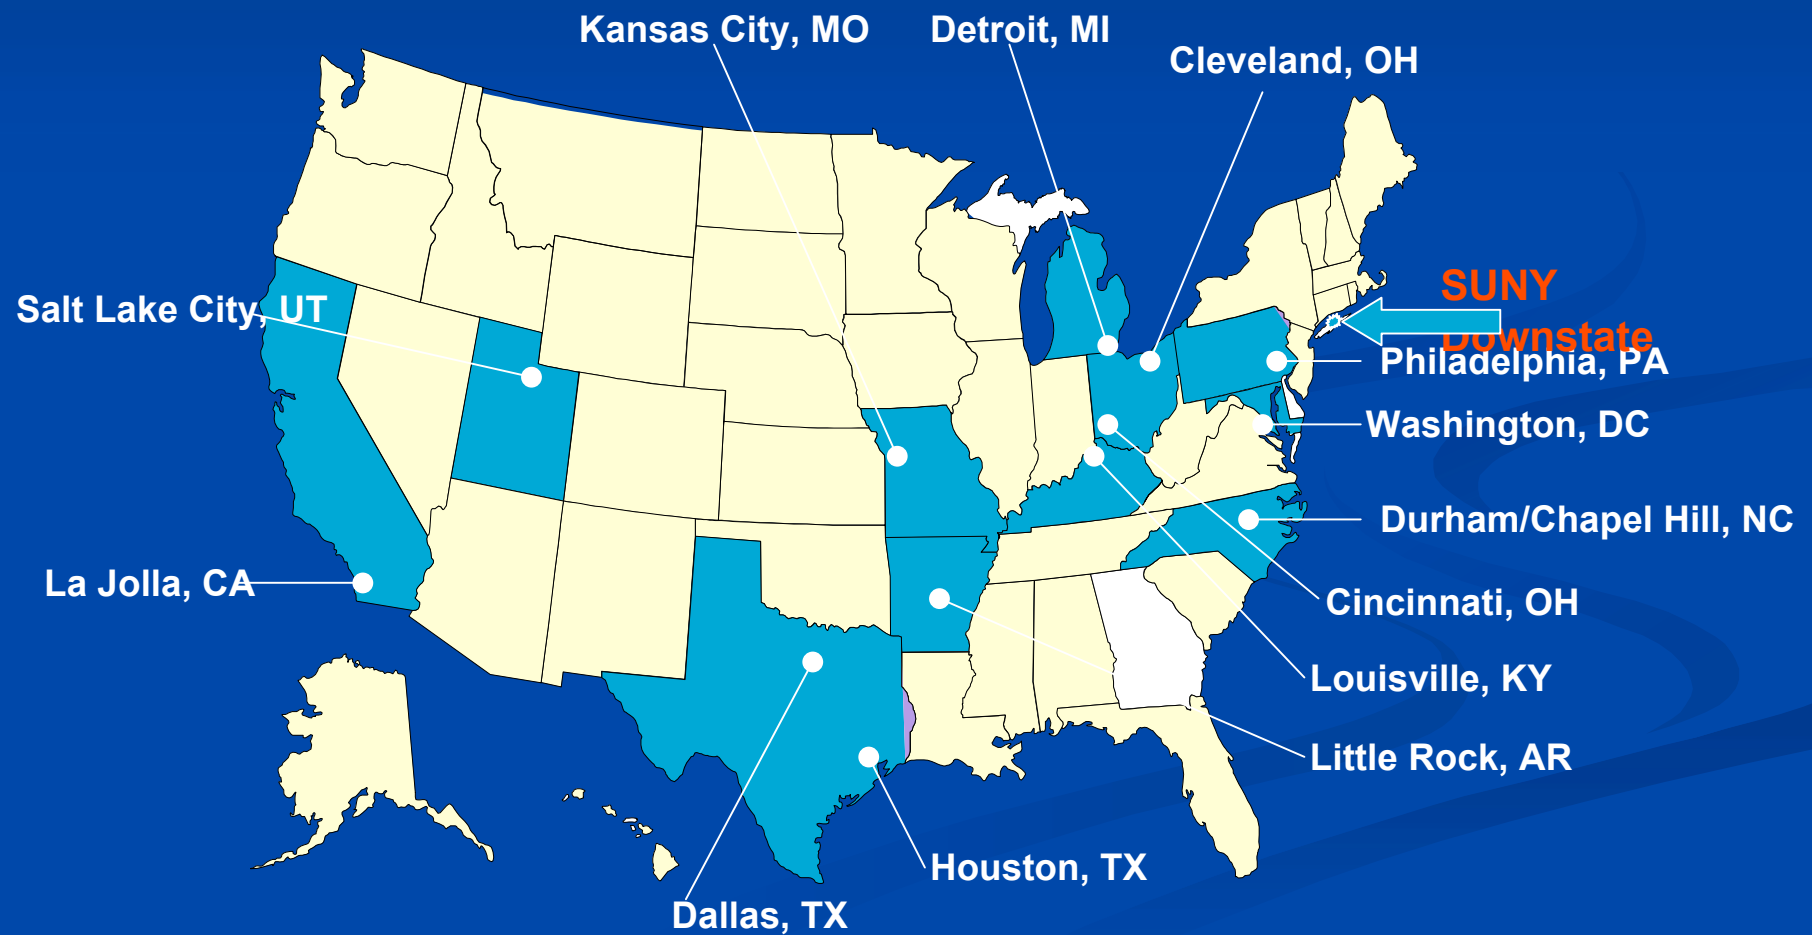 Kansas City, MO
Detroit, MI
Cleveland, OH
SUNY
Downstate
Salt Lake City, UT
Philadelphia, PA
Washington, DC
Durham/Chapel Hill, NC
La Jolla, CA
Cincinnati, OH
Louisville, KY
Little Rock, AR
Houston, TX
Dallas, TX